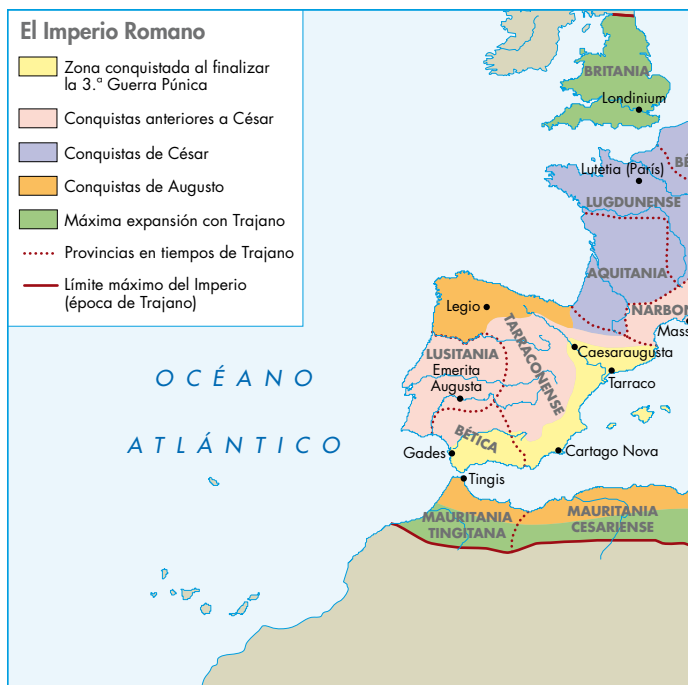 El Imperio Romano
Zona conquistada al finalizar
la 3.ª Guerra Púnica
Conquistas anteriores a César
Conquistas de César
Conquistas de Augusto
Máxima expansión con Trajano
Provincias en tiempos de Trajano
Límite máximo del Imperio
(época de Trajano)
BRITANIA
Londinium
BÉ
Lutetia (París)
LUGDUNENSE
AQUITANIA
NARBON
Mass
Legio
TARRACONENSE
Caesaraugusta
LUSITANIA
Emerita
Augusta
Tarraco
OCÉANO
ATLÁNTICO
BÉTICA
Gades
Cartago Nova
Tingis
MAURITANIA
TINGITANA
MAURITANIA
CESARIENSE